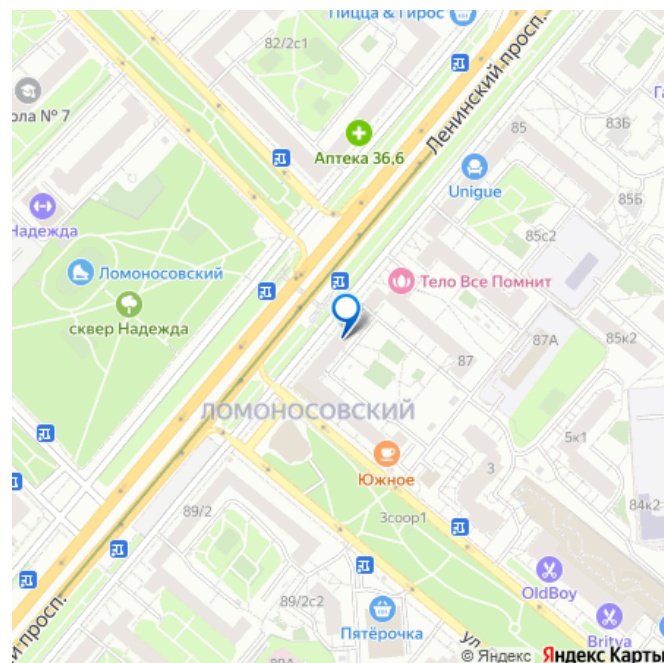 Пицца & Гирос
82/2с1
Ленинский просп.
ола № 7
Аптека 36,6
85
83Б
Га
Unigue
85Б
Надежда
85с2
Ломоносовский
Тело Все Помнит
сквер Надежда
87А
85к2
87
ЛОМОНОСОВСКИЙ
5к1
Южное
3
89/2
3соор1
84к2
OldBoy
89/2с2
Пятёрочка
Britva
й просп.
ул.
© Яндекс Яндекс Карты